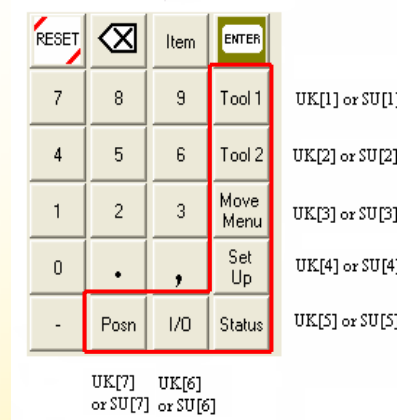 RESET Item ENTER
7 8 9 Tool 1 UK[1] or SU[1]
4 5 6 Tool 2 UK[2] or SU[2]
1 2 3 Move Menu UK[3] or SU[3]
0 . , Set Up UK[4] or SU[4]
- Posn I/O Status UK[5] or SU[5]
UK[7] UK[6]
or SU[7] or SU[6]